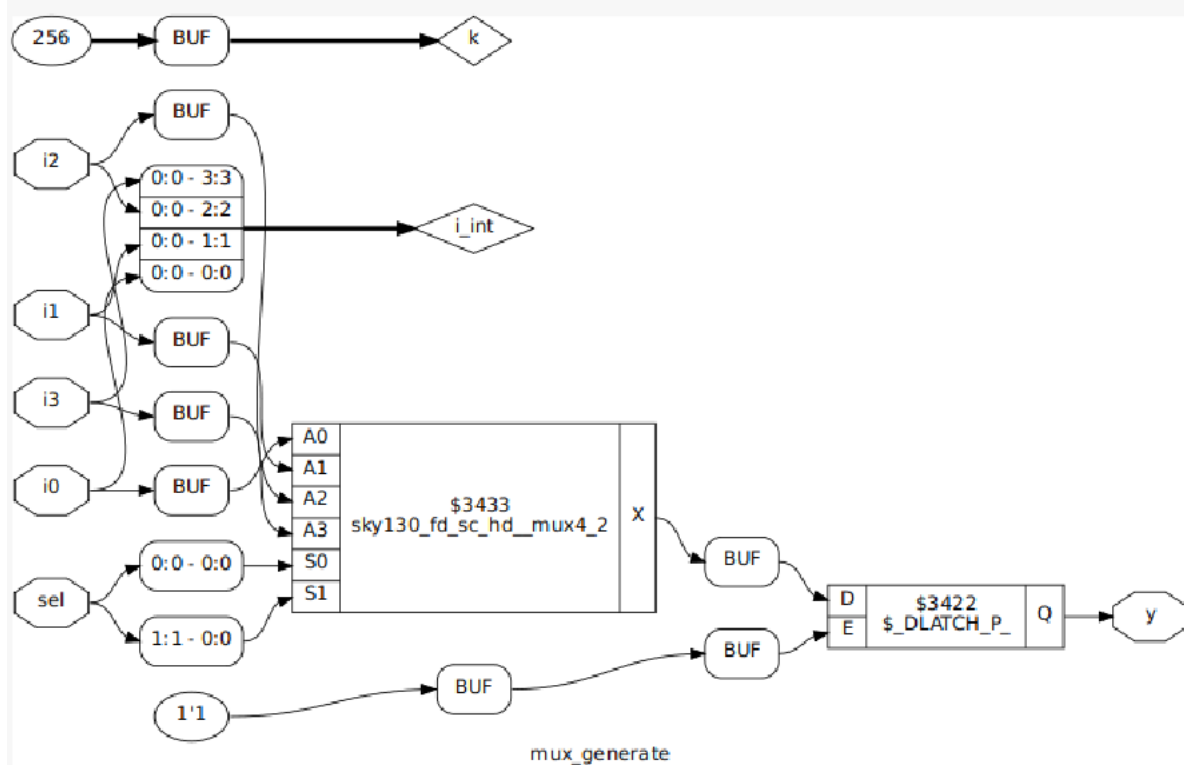 256
BUF
k
BUF
i2
0:0 - 3:3
0:0 - 2:2
0:0 - 1:1
0:0 - 0:0
i_int
i1
BUF
i3
BUF
i0
BUF
A0
A1
A2
A3
S0
S1
$3433
sky130_fd_sc_hd__mux4_2
X
sel
0:0 - 0:0
1:1 - 0:0
BUF
BUF
D
E
$3422
$_DLATCH_P_
Q
y
1'1
BUF
mux_generate